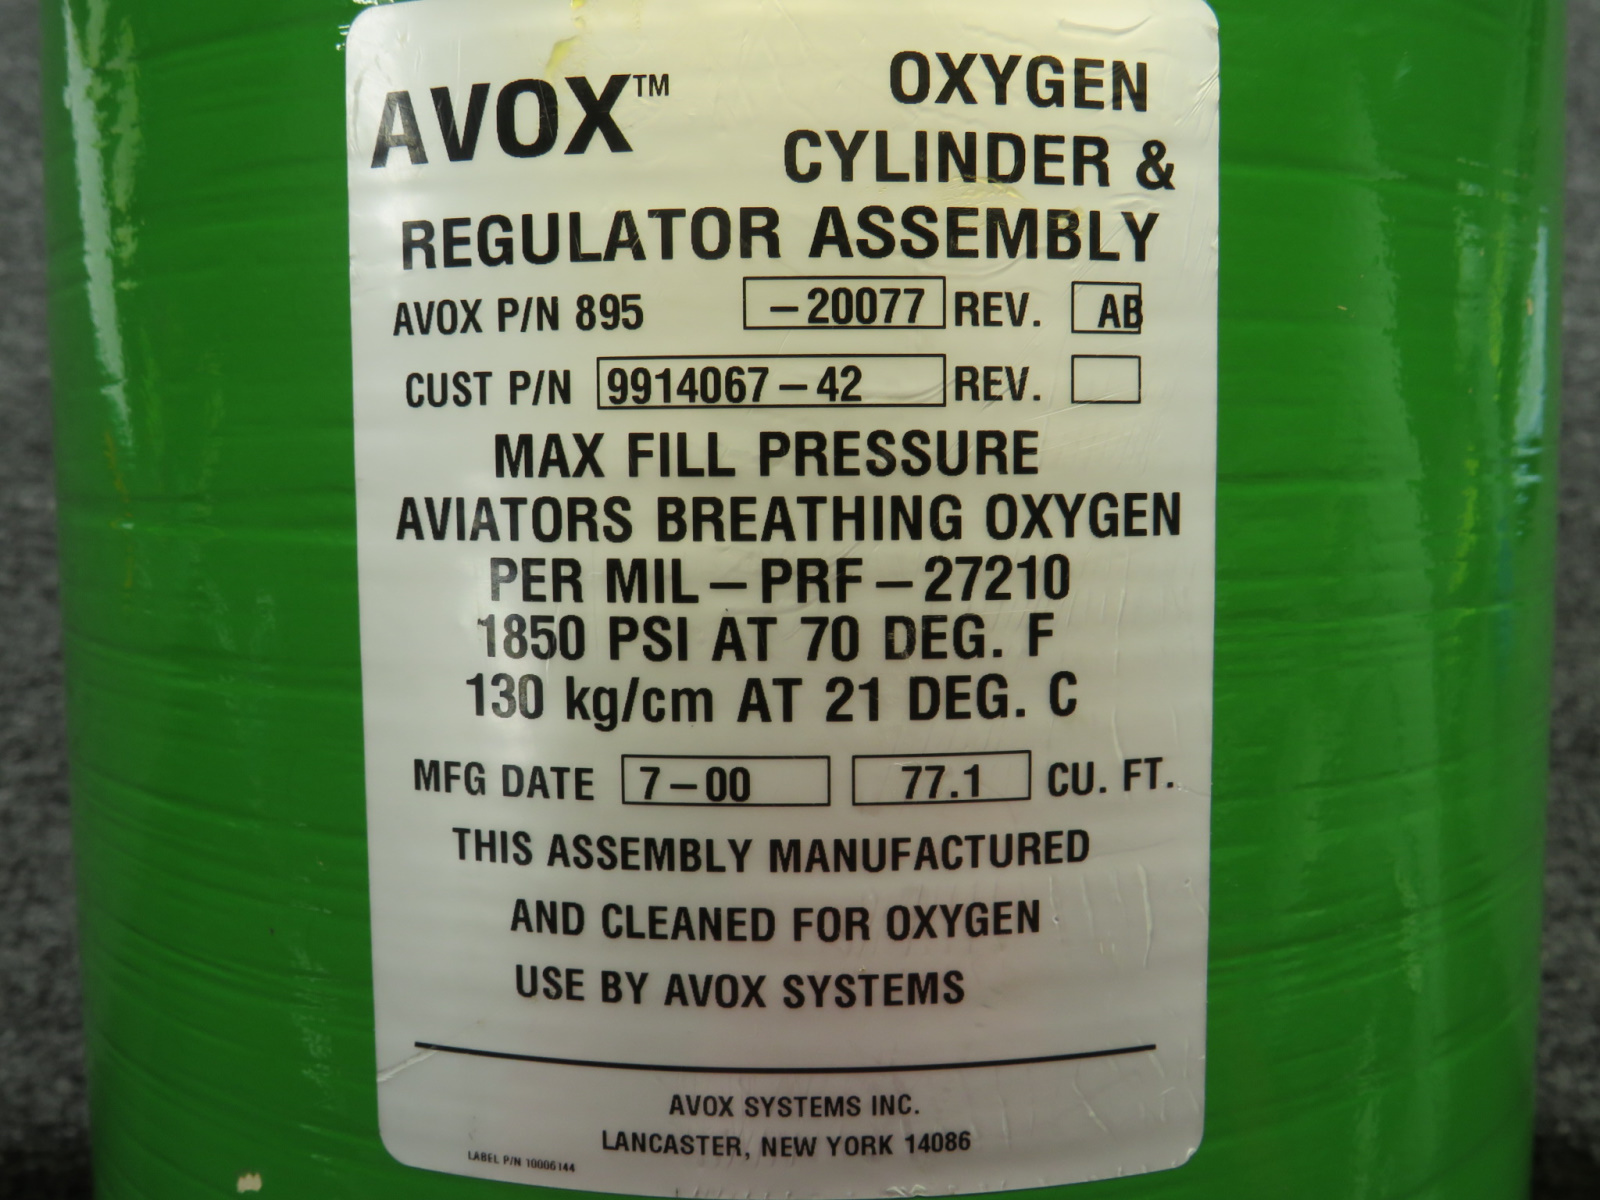 AVOX™ OXYGEN
CYLINDER &
REGULATOR ASSEMBLY
AVOX P/N 895 -20077 REV. AB
CUST P/N 9914067-42 REV.
MAX FILL PRESSURE
AVIATORS BREATHING OXYGEN
PER MIL-PRF-27210
1850 PSI AT 70 DEG. F
130 kg/cm AT 21 DEG. C
MFG DATE 7-00 77.1 CU. FT.
THIS ASSEMBLY MANUFACTURED
AND CLEANED FOR OXYGEN
USE BY AVOX SYSTEMS
AVOX SYSTEMS INC.
LANCASTER, NEW YORK 14086
LABEL P/N 10006144